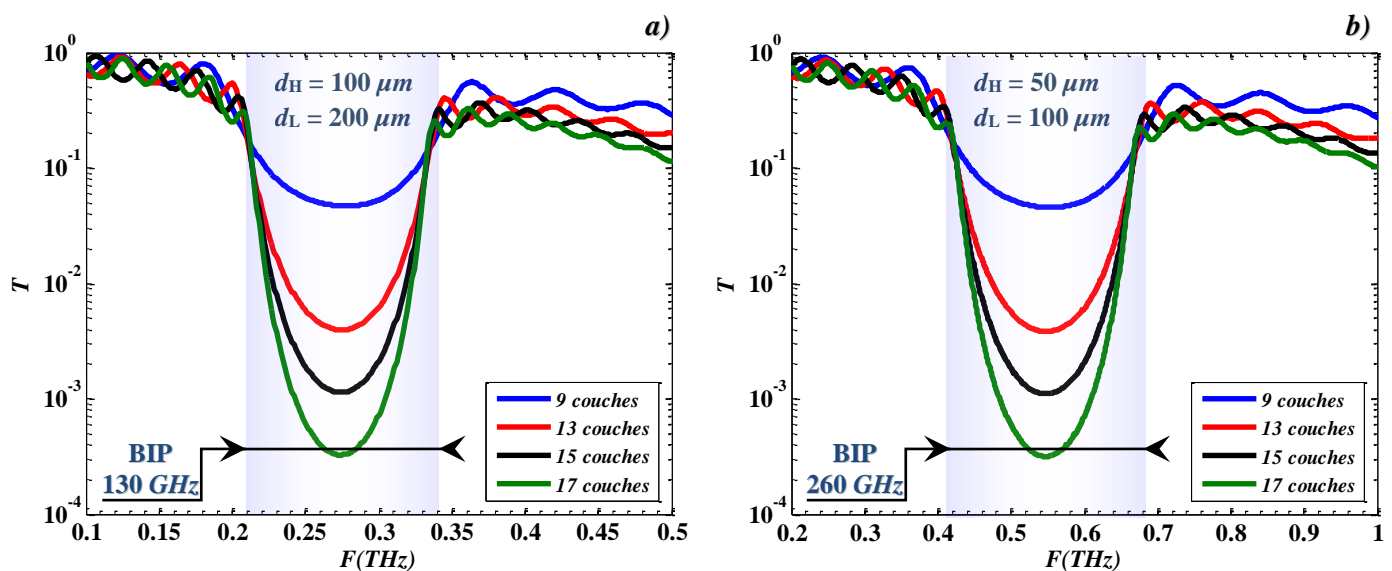 a)
10^0
10^-1
10^-2
10^-3
10^-4
T
d_H = 100 µm
d_L = 200 µm
BIP
130 GHz
9 couches
13 couches
15 couches
17 couches
0.1 0.15 0.2 0.25 0.3 0.35 0.4 0.45 0.5
F(THz)
b)
10^0
10^-1
10^-2
10^-3
10^-4
T
d_H = 50 µm
d_L = 100 µm
BIP
260 GHz
9 couches
13 couches
15 couches
17 couches
0.2 0.3 0.4 0.5 0.6 0.7 0.8 0.9 1
F(THz)